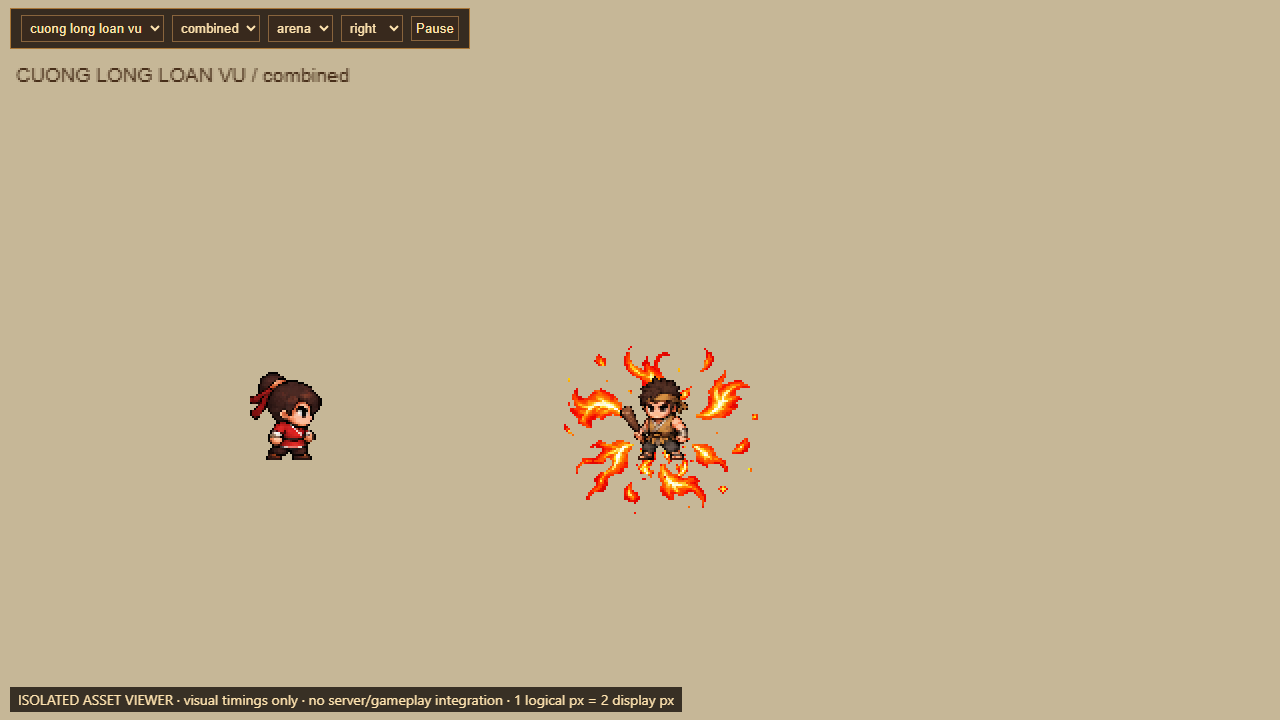 cuong long loan vu combined arena right Pause
CUONG LONG LOAN VU / combined
ISOLATED ASSET VIEWER · visual timings only · no server/gameplay integration · 1 logical px = 2 display px